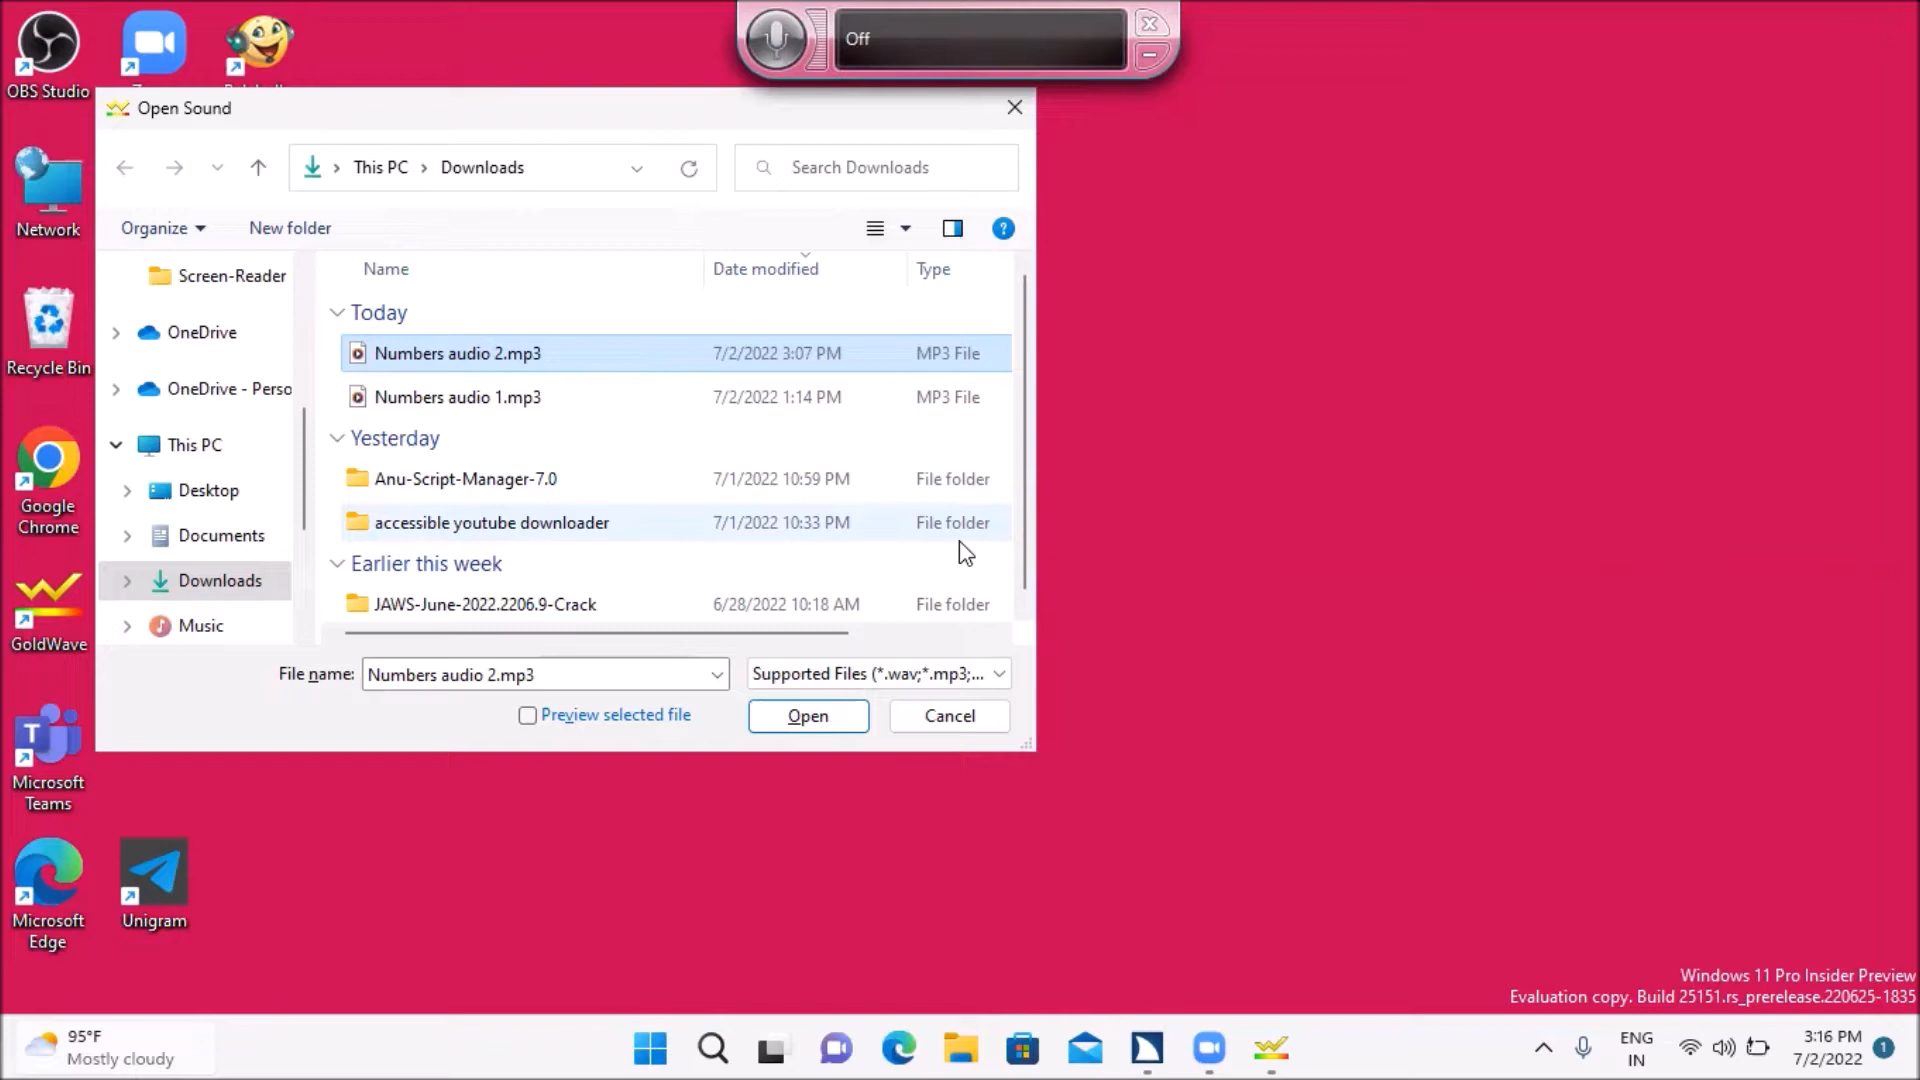 Off
OBS Studio
Open Sound
This PC
Downloads
Search Downloads
Organize
New folder
Name
Date modified
Type
Screen-Reader
OneDrive
OneDrive - Perso
This PC
Desktop
Documents
Downloads
Music
Today
Numbers audio 2.mp3 7/2/2022 3:07 PM MP3 File
Numbers audio 1.mp3 7/2/2022 1:14 PM MP3 File
Yesterday
Anu-Script-Manager-7.0 7/1/2022 10:59 PM File folder
accessible youtube downloader 7/1/2022 10:33 PM File folder
Earlier this week
JAWS-June-2022.2206.9-Crack 6/28/2022 10:18 AM File folder
File name: Numbers audio 2.mp3
Supported Files (*.wav;*.mp3;...
Preview selected file
Open
Cancel
Network
Recycle Bin
Google
Chrome
GoldWave
Microsoft
Teams
Microsoft
Edge
Unigram
Windows 11 Pro Insider Preview
Evaluation copy. Build 25151.rs_prerelease.220625-1835
95°F
Mostly cloudy
ENG
IN
3:16 PM
7/2/2022
1